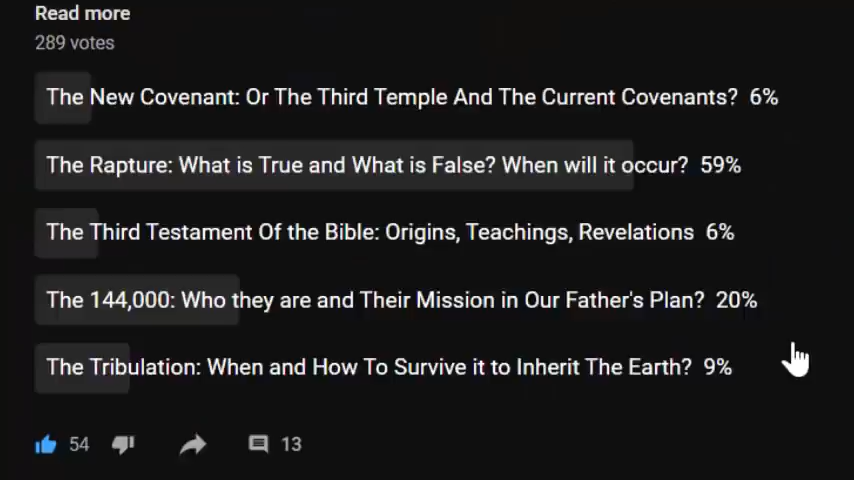 Read more
289 votes
The New Covenant: Or The Third Temple And The Current Covenants? 6%
The Rapture: What is True and What is False? When will it occur? 59%
The Third Testament Of the Bible: Origins, Teachings, Revelations 6%
The 144,000: Who they are and Their Mission in Our Father's Plan? 20%
The Tribulation: When and How To Survive it to Inherit The Earth? 9%
54 13